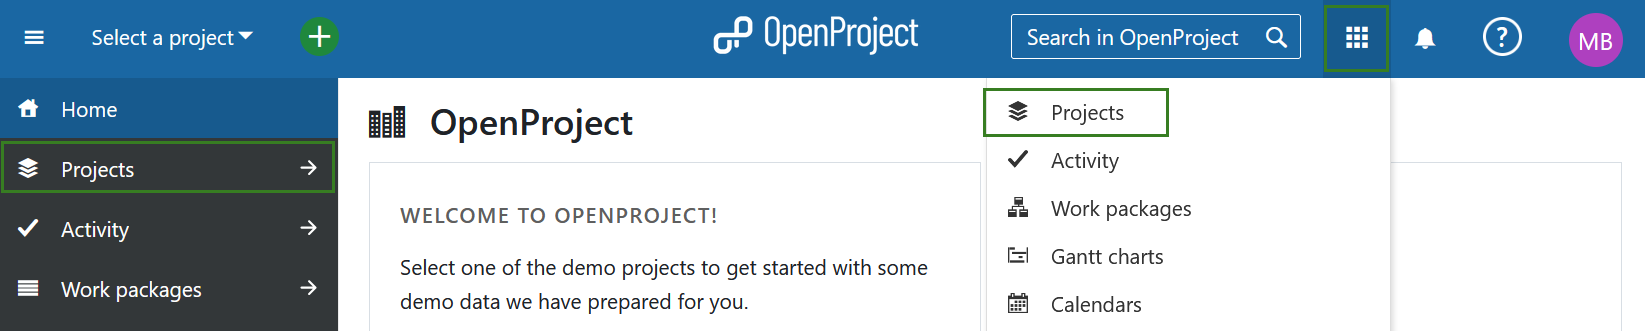 Select a project
OpenProject
Search in OpenProject
?
MB
Home
Projects
Activity
Work packages
OpenProject
WELCOME TO OPENPROJECT!
Select one of the demo projects to get started with some
demo data we have prepared for you.
Projects
Activity
Work packages
Gantt charts
Calendars